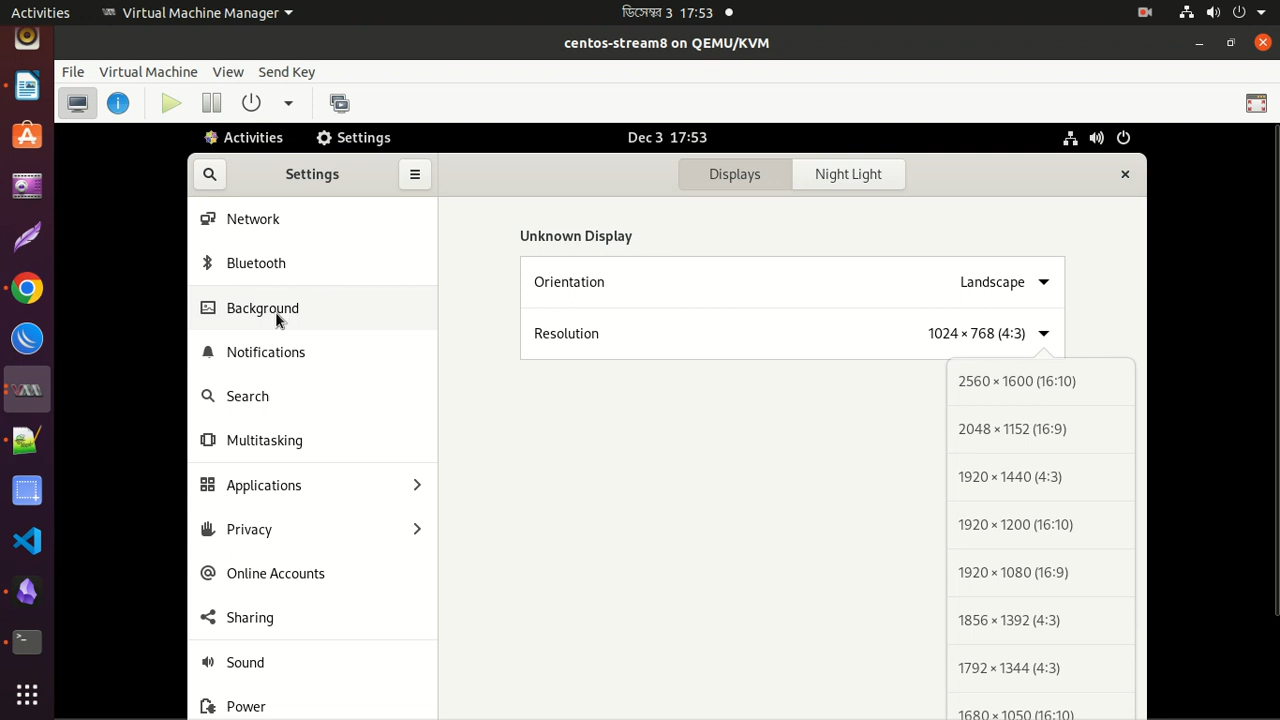 Activities Virtual Machine Manager ডিসেম্বর 3 17:53
centos-stream8 on QEMU/KVM
File Virtual Machine View Send Key
Activities Settings Dec 3 17:53
Settings Displays Night Light
Network
Unknown Display
Bluetooth
Orientation Landscape
Background
Resolution 1024 × 768 (4:3)
Notifications
2560 × 1600 (16:10)
Search
2048 × 1152 (16:9)
Multitasking
1920 × 1440 (4:3)
Applications
1920 × 1200 (16:10)
Privacy
1920 × 1080 (16:9)
Online Accounts
Sharing
1856 × 1392 (4:3)
Sound
1792 × 1344 (4:3)
Power
1680 × 1050 (16:10)